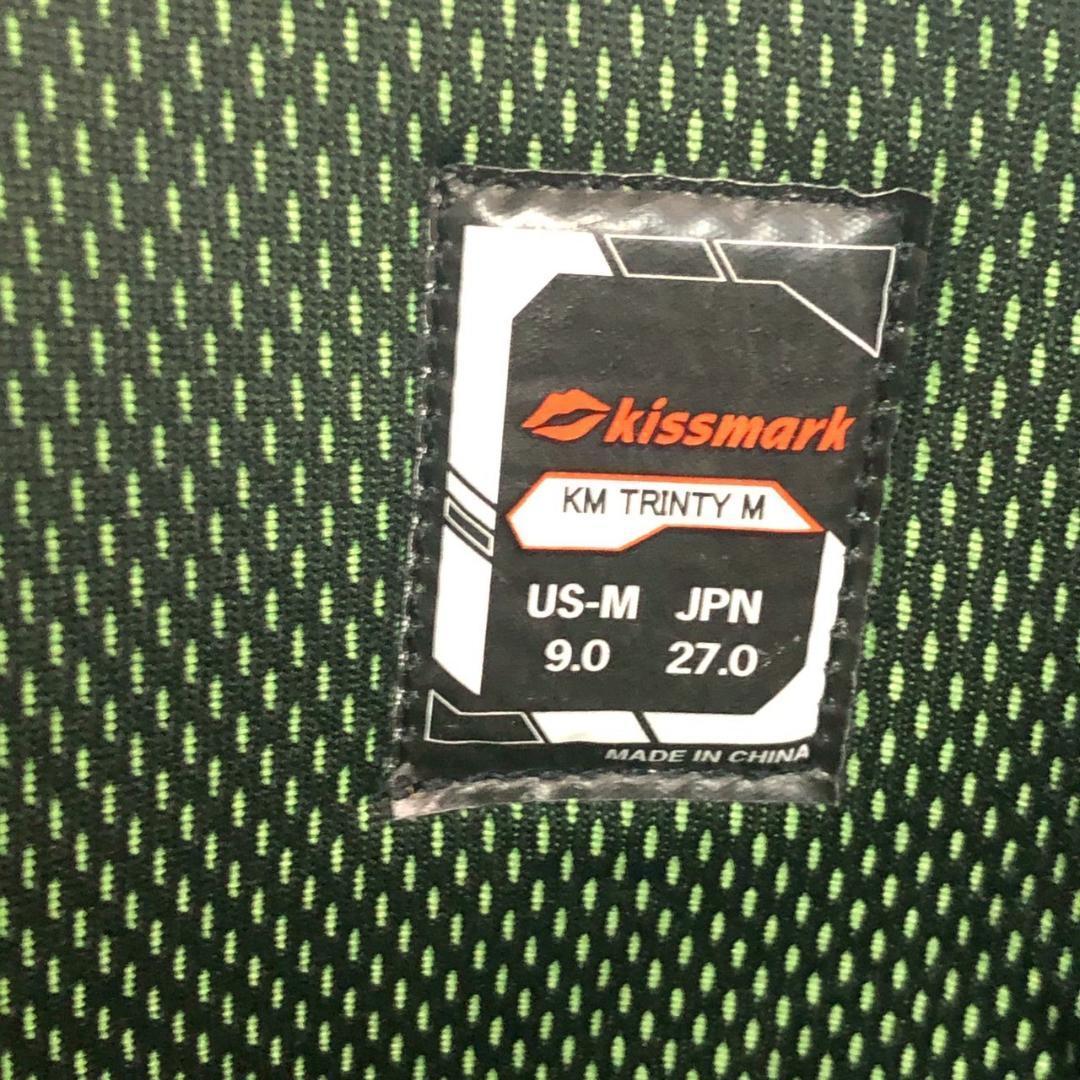 kissmark
KM TRINTY M
US-M JPN
9.0 27.0
MADE IN CHINA